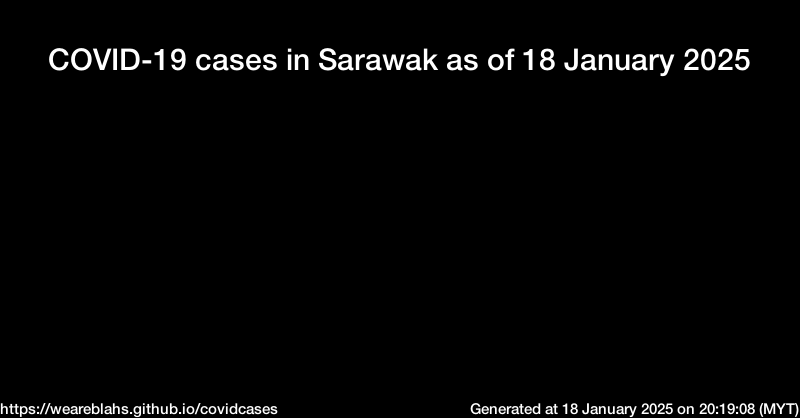 COVID-19 cases in Sarawak as of 18 January 2025
https://weareblahs.github.io/covidcases
Generated at 18 January 2025 on 20:19:08 (MYT)